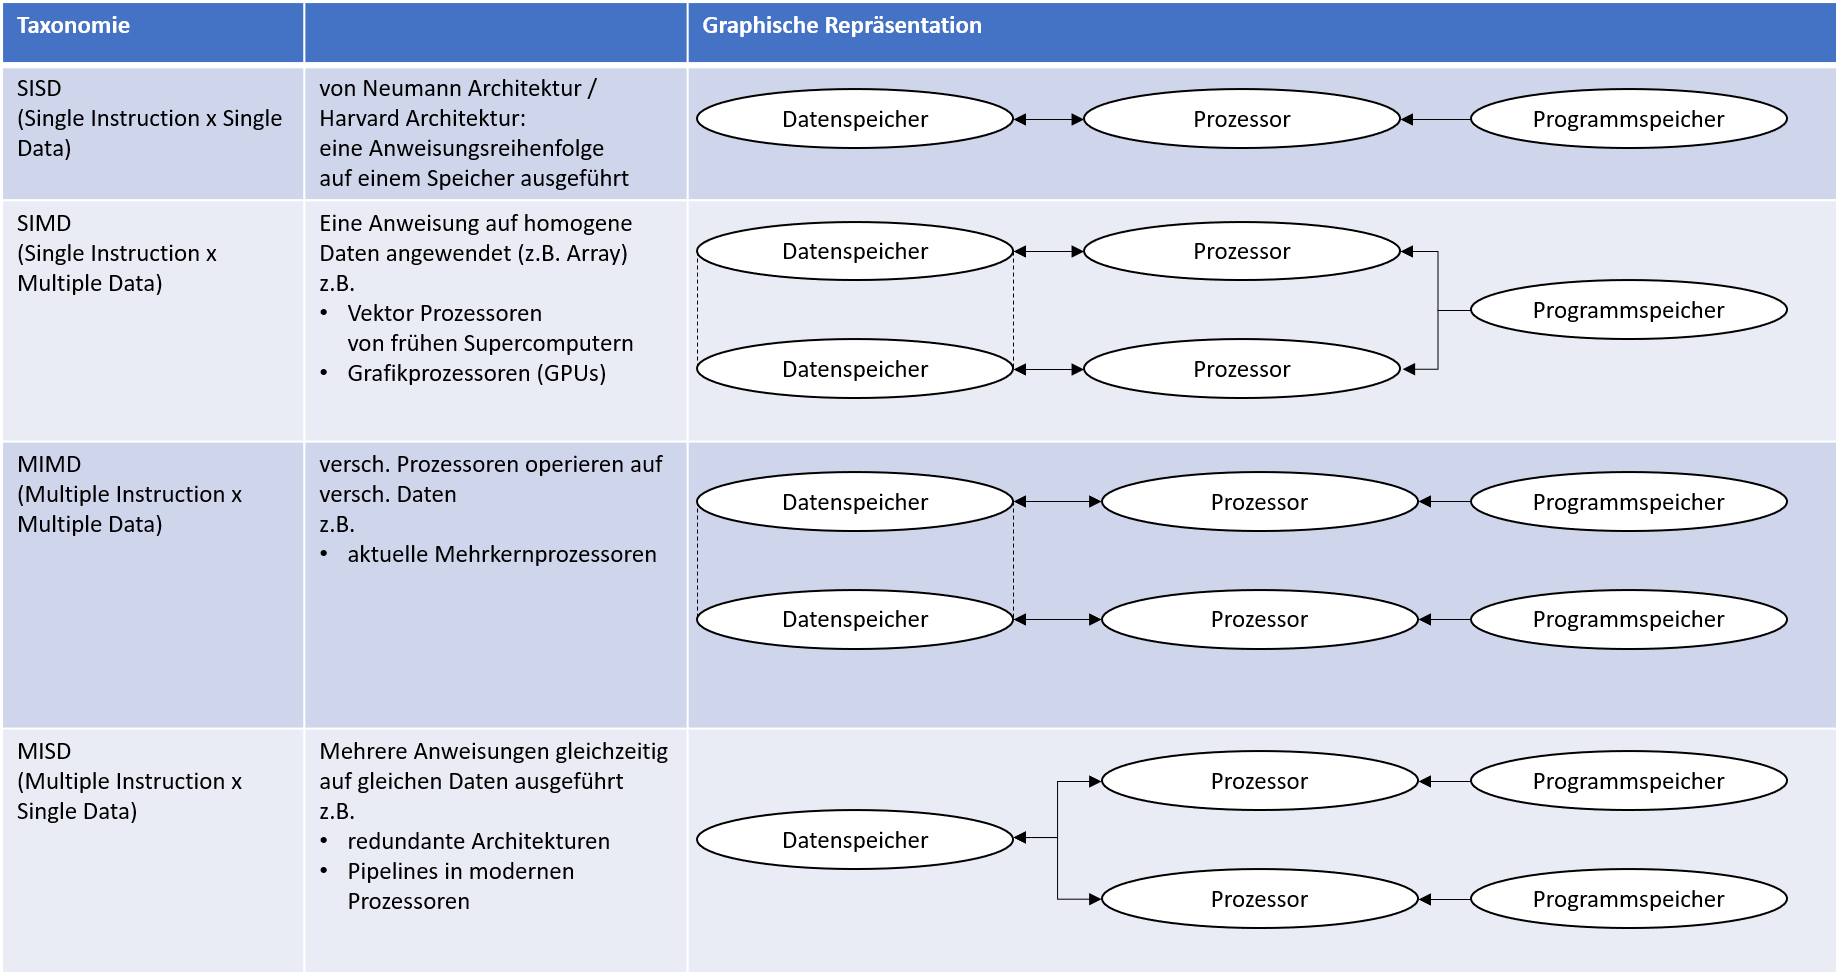 Taxonomie
Graphische Repräsentation
SISD
(Single Instruction x Single
Data)
von Neumann Architektur /
Harvard Architektur:
eine Anweisungsreihenfolge
auf einem Speicher ausgeführt
Datenspeicher
Prozessor
Programmspeicher
SIMD
(Single Instruction x
Multiple Data)
Eine Anweisung auf homogene
Daten angewendet (z.B. Array)
z.B.
• Vektor Prozessoren
von frühen Supercomputern
• Grafikprozessoren (GPUs)
Datenspeicher
Prozessor
Programmspeicher
Datenspeicher
Prozessor
MIMD
(Multiple Instruction x
Multiple Data)
versch. Prozessoren operieren auf
versch. Daten
z.B.
• aktuelle Mehrkernprozessoren
Datenspeicher
Prozessor
Programmspeicher
Datenspeicher
Prozessor
Programmspeicher
MISD
(Multiple Instruction x
Single Data)
Mehrere Anweisungen gleichzeitig
auf gleichen Daten ausgeführt
z.B.
• redundante Architekturen
• Pipelines in modernen
Prozessoren
Prozessor
Programmspeicher
Datenspeicher
Prozessor
Programmspeicher